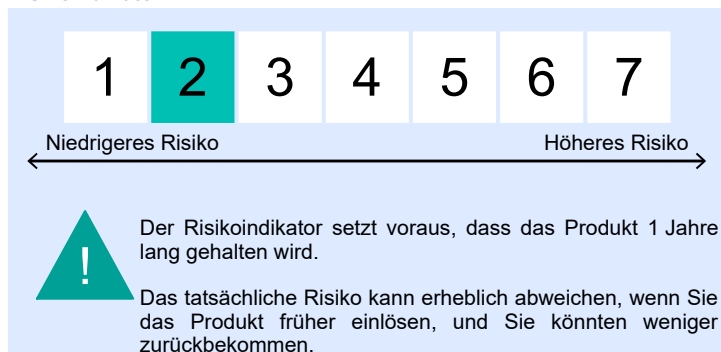 1 2 3 4 5 6 7
Niedrigeres Risiko Höheres Risiko
! Der Risikoindikator setzt voraus, dass das Produkt 1 Jahre
lang gehalten wird.
Das tatsächliche Risiko kann erheblich abweichen, wenn Sie
das Produkt früher einlösen, und Sie könnten weniger
zurückbekommen.